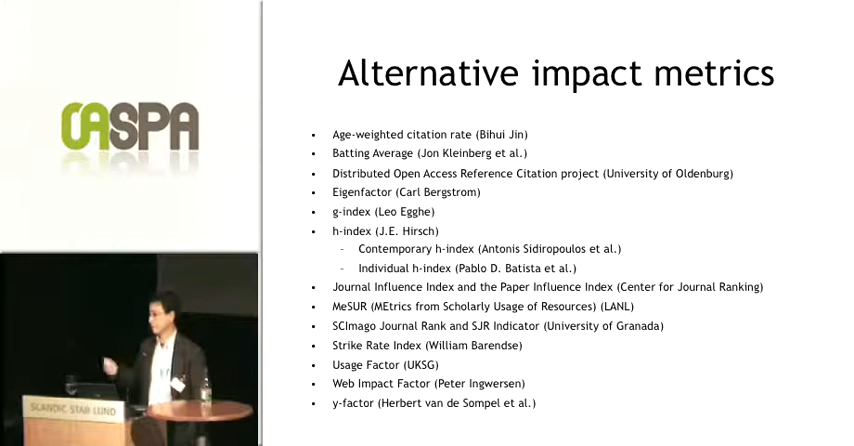 OASPA
Alternative impact metrics
• Age-weighted citation rate (Bihui Jin)
• Batting Average (Jon Kleinberg et al.)
• Distributed Open Access Reference Citation project (University of Oldenburg)
• Eigenfactor (Carl Bergstrom)
• g-index (Leo Egghe)
• h-index (J.E. Hirsch)
- Contemporary h-index (Antonis Sidiropoulos et al.)
- Individual h-index (Pablo D. Batista et al.)
• Journal Influence Index and the Paper Influence Index (Center for Journal Ranking)
• MeSUR (MEtrics from Scholarly Usage of Resources) (LANL)
• SCImago Journal Rank and SJR Indicator (University of Granada)
• Strike Rate Index (William Barendse)
• Usage Factor (UKSG)
• Web Impact Factor (Peter Ingwersen)
• y-factor (Herbert van de Sompel et al.)
SCANDIC STAR LUND